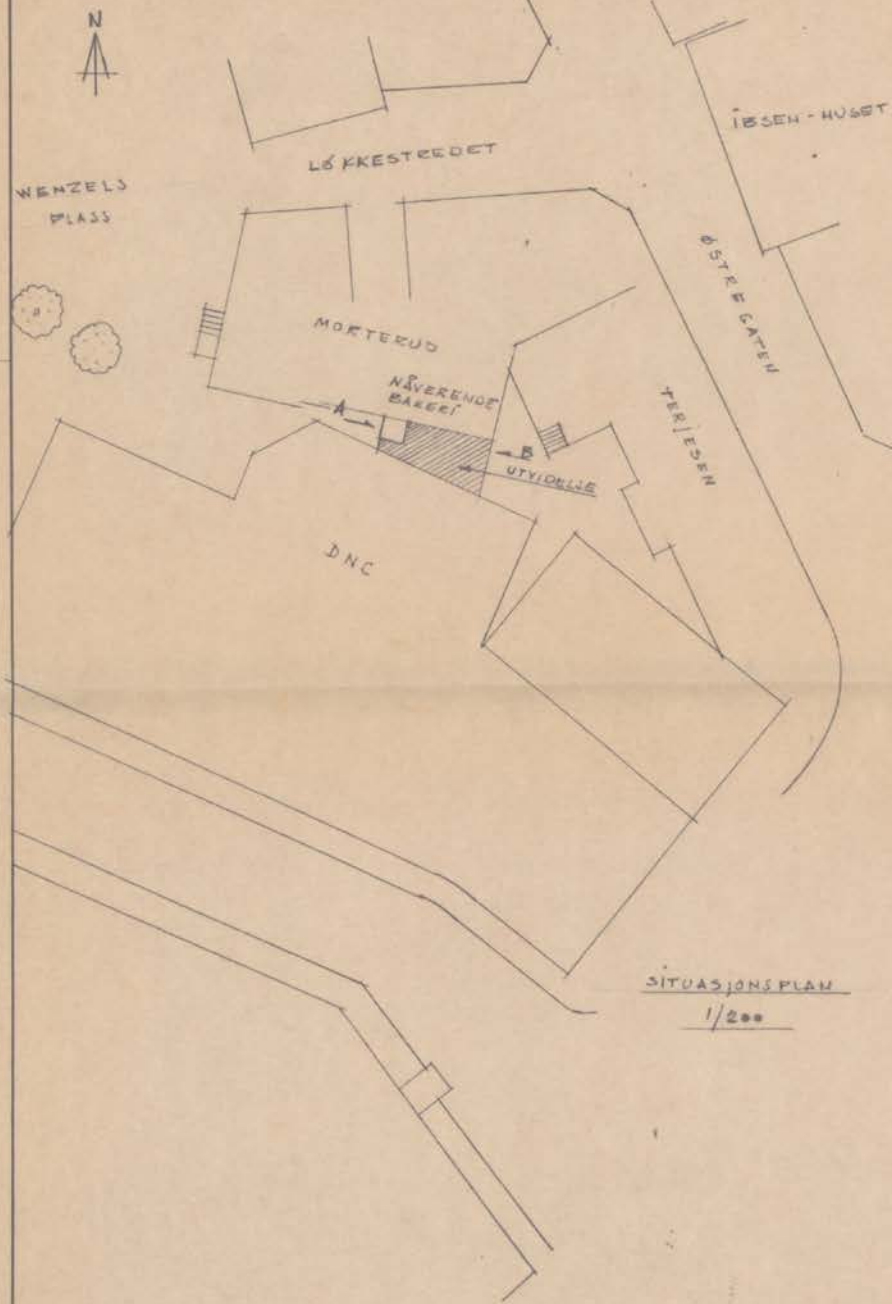 N
IBSEN-HUSET
LØKKESTREDET
WENZELS
PLASS
ØSTREGATEN
MORTERUD
NÅVERENDE
BAKERI
A
TERJESEN
B
UTVIDELSE
DNC
SITUASJONSPLAN
1/200